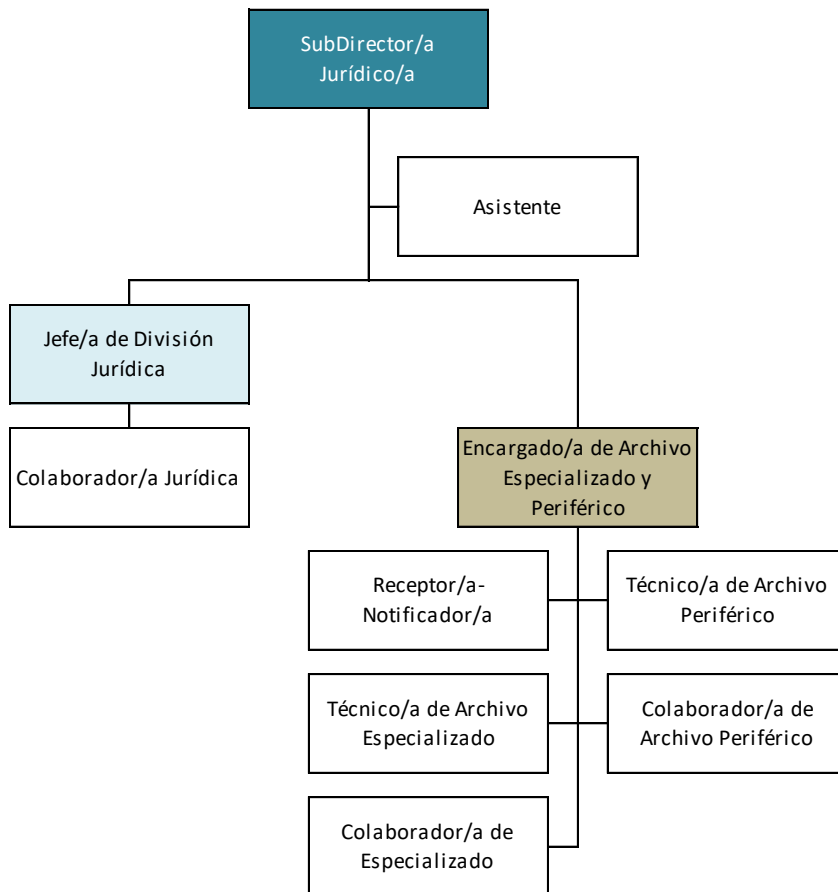 SubDirector/a
Jurídico/a
Asistente
Jefe/a de División
Jurídica
Colaborador/a Jurídica
Encargado/a de Archivo
Especializado y
Periférico
Receptor/a-
Notificador/a
Técnico/a de Archivo
Periférico
Técnico/a de Archivo
Especializado
Colaborador/a de
Archivo Periférico
Colaborador/a de
Especializado